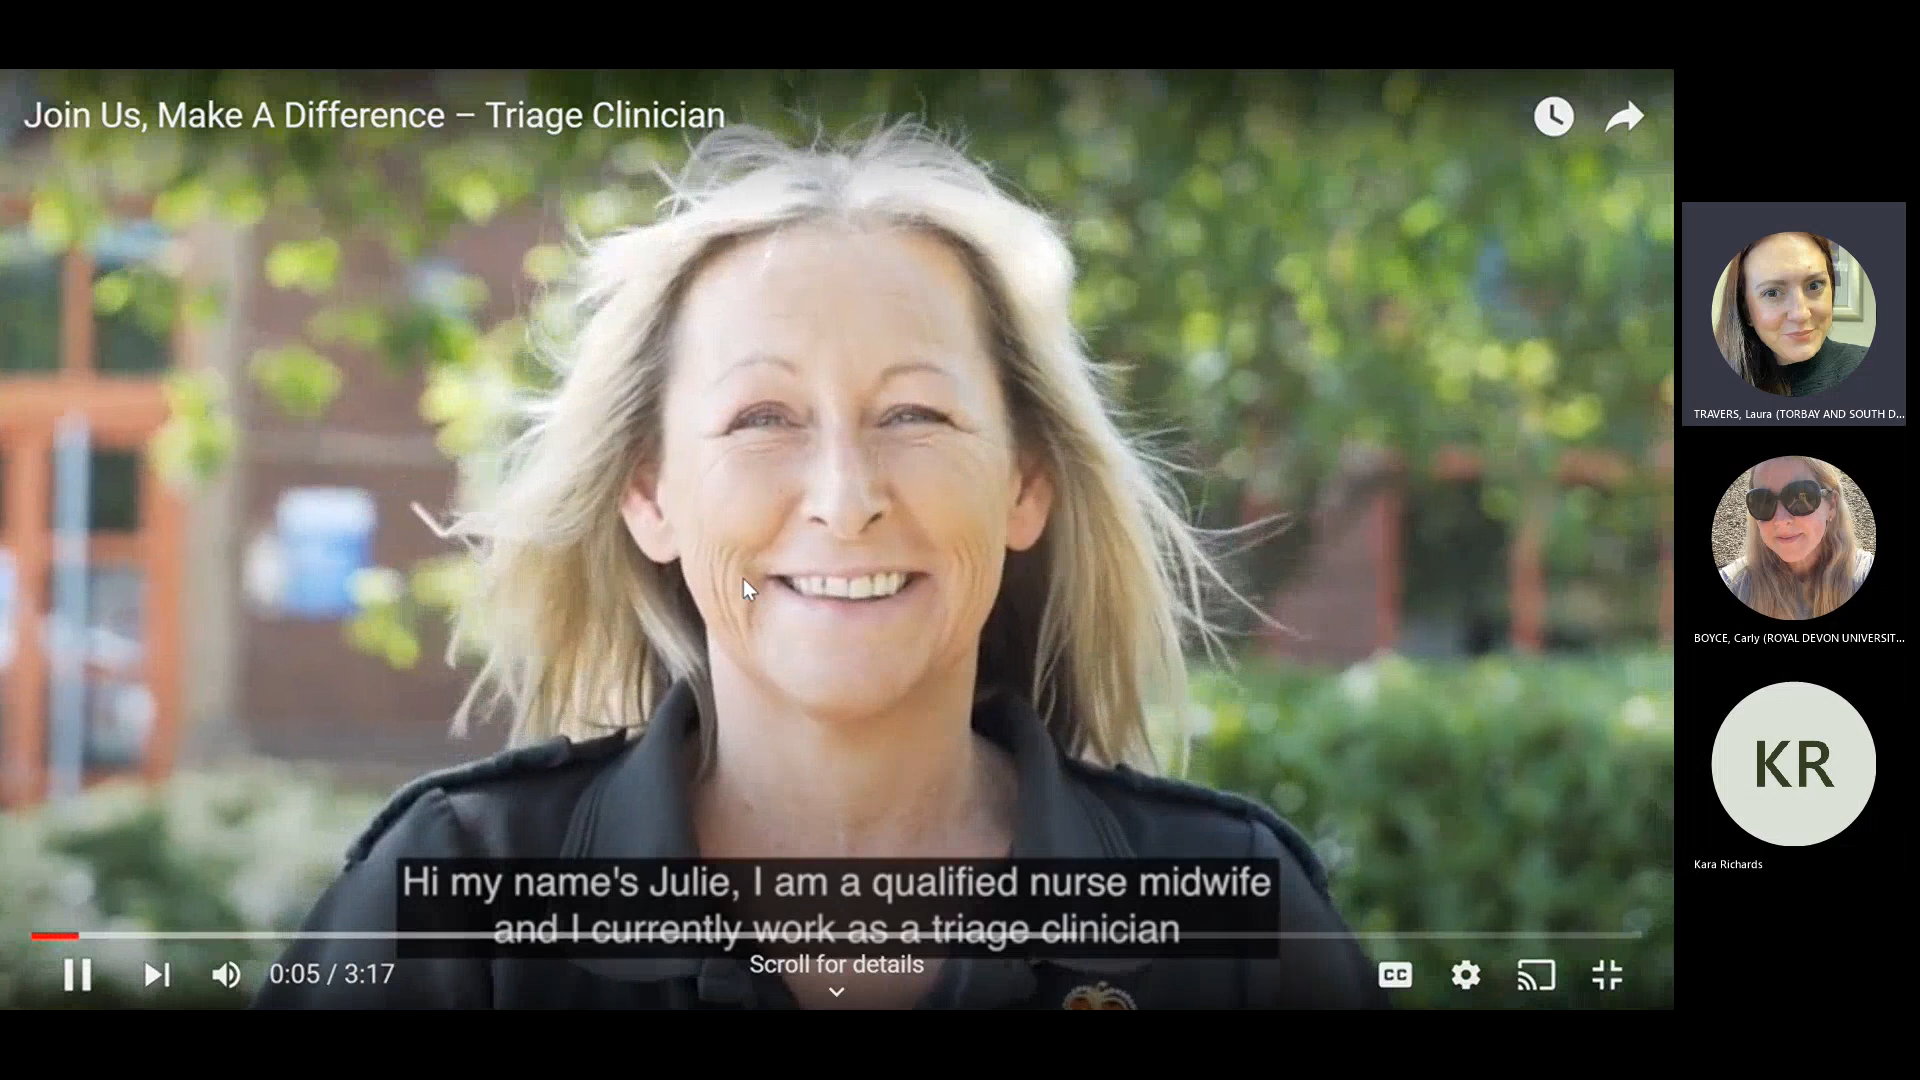 Join Us, Make A Difference – Triage Clinician
Hi my name's Julie, I am a qualified nurse midwife
and I currently work as a triage clinician
Scroll for details
0:05 / 3:17
CC
TRAVERS, Laura (TORBAY AND SOUTH D...
BOYCE, Carly (ROYAL DEVON UNIVERSIT...
KR
Kara Richards